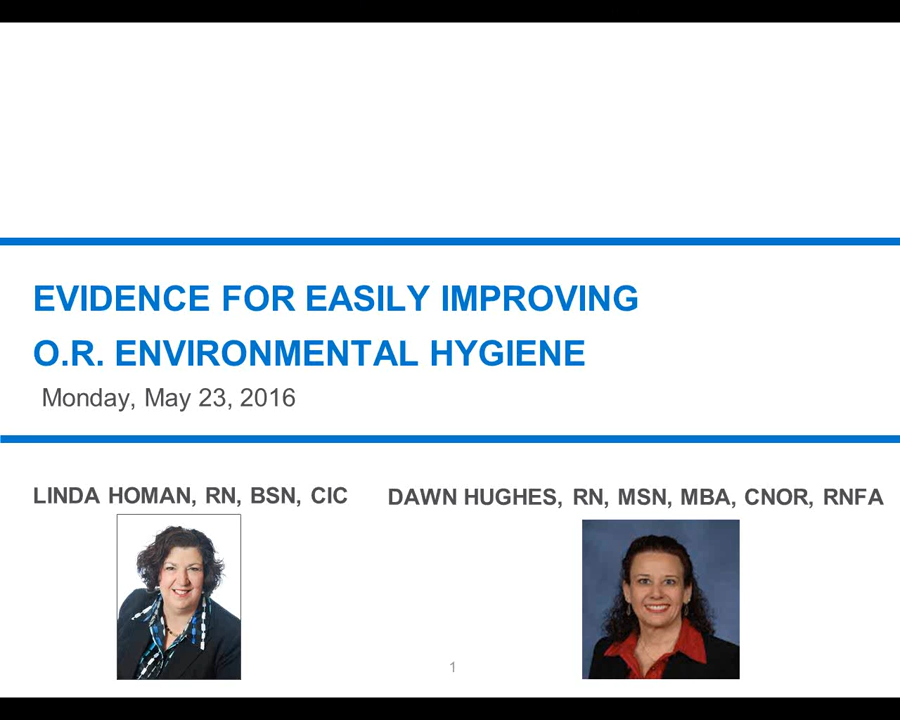 EVIDENCE FOR EASILY IMPROVING
O.R. ENVIRONMENTAL HYGIENE
Monday, May 23, 2016
LINDA HOMAN, RN, BSN, CIC
DAWN HUGHES, RN, MSN, MBA, CNOR, RNFA
1